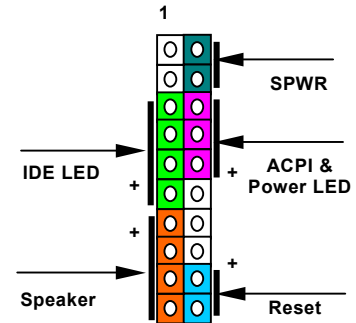 1
SPWR
IDE LED
ACPI &
Power LED
+
+
+
+
Speaker
Reset